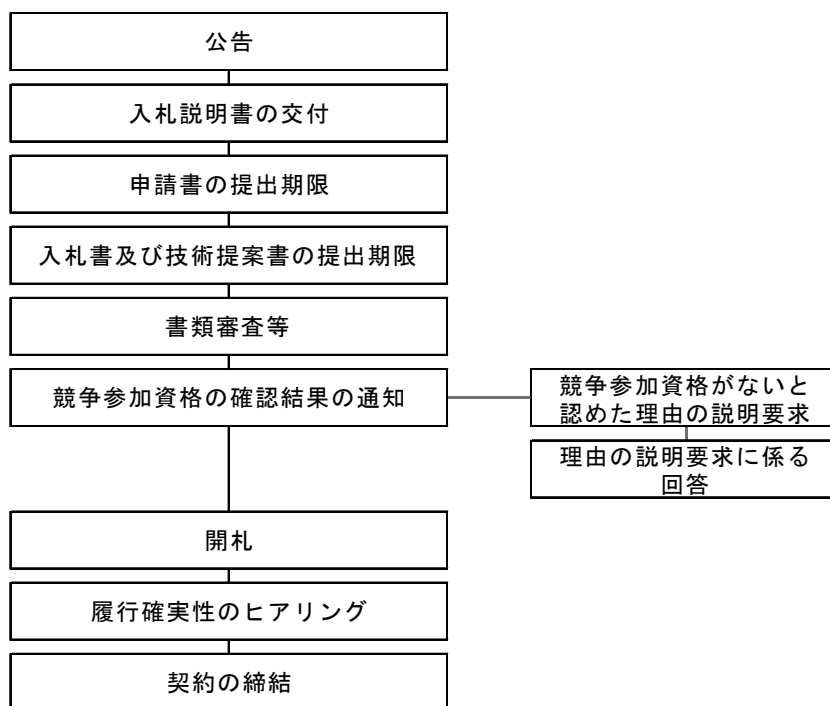 公告
入札説明書の交付
申請書の提出期限
入札書及び技術提案書の提出期限
書類審査等
競争参加資格の確認結果の通知
競争参加資格がないと
認めた理由の説明要求
理由の説明要求に係る
回答
開札
履行確実性のヒアリング
契約の締結